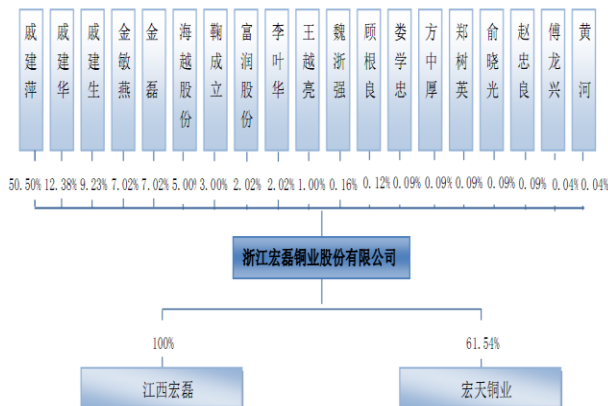 戚建萍
戚建华
戚建生
金敏燕
金磊
海越股份
鞠成立
富润股份
李叶华
王越亮
魏浙强
顾根良
娄学忠
方中厚
郑树英
俞晓光
赵忠良
傅龙兴
黄河
50.50% 12.38% 9.23% 7.02% 7.02% 5.00% 3.00% 2.02% 2.02% 1.00% 0.16% 0.12% 0.09% 0.09% 0.09% 0.09% 0.09% 0.04% 0.04%
浙江宏磊铜业股份有限公司
100% 61.54%
江西宏磊 宏天铜业